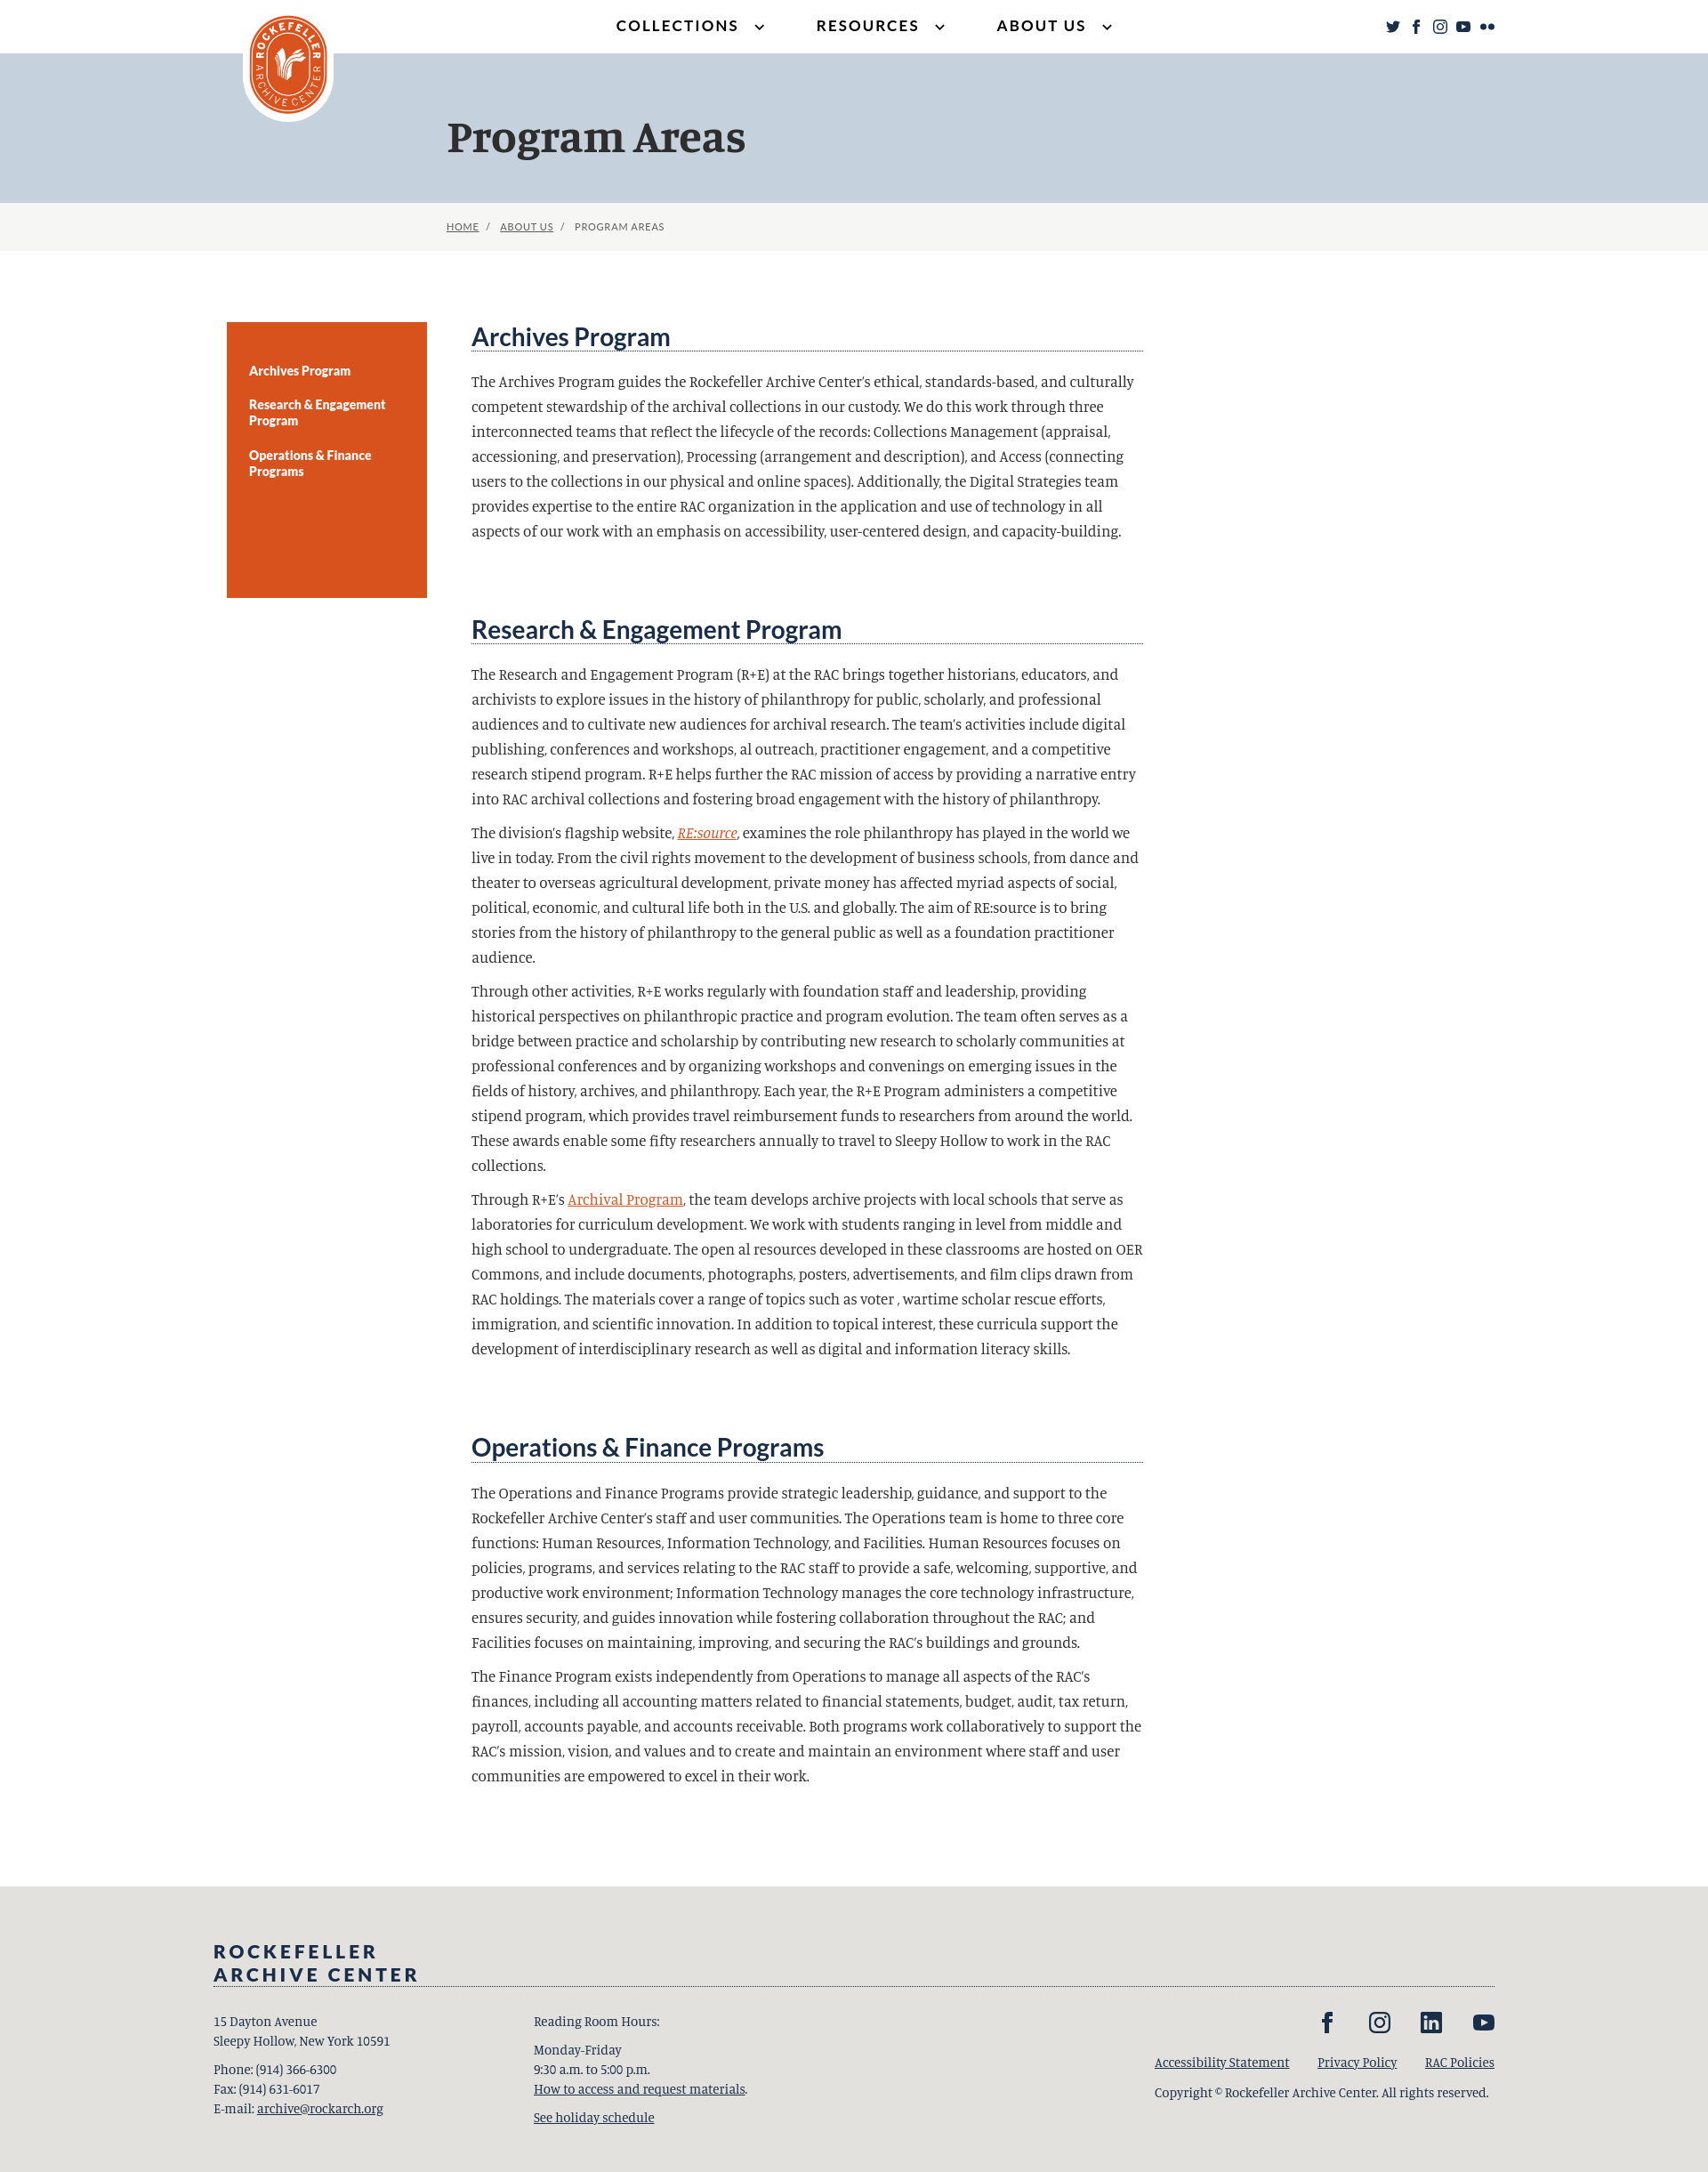 ROCKEFELLER
ARCHIVE CENTER
COLLECTIONS
RESOURCES
ABOUT US
Program Areas
HOME / ABOUT US / PROGRAM AREAS
Archives Program
Research & Engagement
Program
Operations & Finance
Programs
Archives Program
The Archives Program guides the Rockefeller Archive Center's ethical, standards-based, and culturally
competent stewardship of the archival collections in our custody. We do this work through three
interconnected teams that reflect the lifecycle of the records: Collections Management (appraisal,
accessioning, and preservation), Processing (arrangement and description), and Access (connecting
users to the collections in our physical and online spaces). Additionally, the Digital Strategies team
provides expertise to the entire RAC organization in the application and use of technology in all
aspects of our work with an emphasis on accessibility, user-centered design, and capacity-building.
Research & Engagement Program
The Research and Engagement Program (R+E) at the RAC brings together historians, educators, and
archivists to explore issues in the history of philanthropy for public, scholarly, and professional
audiences and to cultivate new audiences for archival research. The team's activities include digital
publishing, conferences and workshops, al outreach, practitioner engagement, and a competitive
research stipend program. R+E helps further the RAC mission of access by providing a narrative entry
into RAC archival collections and fostering broad engagement with the history of philanthropy.
The division's flagship website, RE:source, examines the role philanthropy has played in the world we
live in today. From the civil rights movement to the development of business schools, from dance and
theater to overseas agricultural development, private money has affected myriad aspects of social,
political, economic, and cultural life both in the U.S. and globally. The aim of RE:source is to bring
stories from the history of philanthropy to the general public as well as a foundation practitioner
audience.
Through other activities, R+E works regularly with foundation staff and leadership, providing
historical perspectives on philanthropic practice and program evolution. The team often serves as a
bridge between practice and scholarship by contributing new research to scholarly communities at
professional conferences and by organizing workshops and convenings on emerging issues in the
fields of history, archives, and philanthropy. Each year, the R+E Program administers a competitive
stipend program, which provides travel reimbursement funds to researchers from around the world.
These awards enable some fifty researchers annually to travel to Sleepy Hollow to work in the RAC
collections.
Through R+E's Archival Program, the team develops archive projects with local schools that serve as
laboratories for curriculum development. We work with students ranging in level from middle and
high school to undergraduate. The open al resources developed in these classrooms are hosted on OER
Commons, and include documents, photographs, posters, advertisements, and film clips drawn from
RAC holdings. The materials cover a range of topics such as voter , wartime scholar rescue efforts,
immigration, and scientific innovation. In addition to topical interest, these curricula support the
development of interdisciplinary research as well as digital and information literacy skills.
Operations & Finance Programs
The Operations and Finance Programs provide strategic leadership, guidance, and support to the
Rockefeller Archive Center's staff and user communities. The Operations team is home to three core
functions: Human Resources, Information Technology, and Facilities. Human Resources focuses on
policies, programs, and services relating to the RAC staff to provide a safe, welcoming, supportive, and
productive work environment; Information Technology manages the core technology infrastructure,
ensures security, and guides innovation while fostering collaboration throughout the RAC; and
Facilities focuses on maintaining, improving, and securing the RAC's buildings and grounds.
The Finance Program exists independently from Operations to manage all aspects of the RAC's
finances, including all accounting matters related to financial statements, budget, audit, tax return,
payroll, accounts payable, and accounts receivable. Both programs work collaboratively to support the
RAC's mission, vision, and values and to create and maintain an environment where staff and user
communities are empowered to excel in their work.
ROCKEFELLER
ARCHIVE CENTER
15 Dayton Avenue
Sleepy Hollow, New York 10591
Phone: (914) 366-6300
Fax: (914) 631-6017
E-mail: archive@rockarch.org
Reading Room Hours:
Monday-Friday
9:30 a.m. to 5:00 p.m.
How to access and request materials.
See holiday schedule
Accessibility Statement
Privacy Policy
RAC Policies
Copyright © Rockefeller Archive Center. All rights reserved.